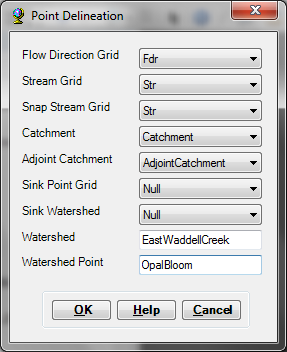 Point Delineation
Flow Direction Grid Fdr
Stream Grid Str
Snap Stream Grid Str
Catchment Catchment
Adjoint Catchment AdjointCatchment
Sink Point Grid Null
Sink Watershed Null
Watershed EastWaddellCreek
Watershed Point OpalBloom
OK Help Cancel